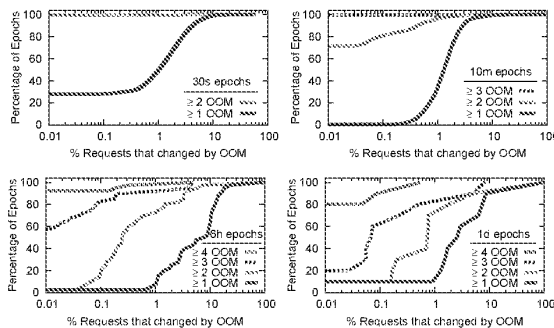 Percentage of Epochs
100
80
60
40
20
0
30s epochs
≥ 2 OOM
≥ 1 OOM
0.01 0.1 1 10 100
% Requests that changed by OOM
Percentage of Epochs
100
80
60
40
20
0
10m epochs
≥ 3 OOM
≥ 2 OOM
≥ 1 OOM
0.01 0.1 1 10 100
% Requests that changed by OOM
Percentage of Epochs
100
80
60
40
20
0
6h epochs
≥ 4 OOM
≥ 3 OOM
≥ 2 OOM
≥ 1 OOM
0.01 0.1 1 10 100
% Requests that changed by OOM
Percentage of Epochs
100
80
60
40
20
0
1d epochs
≥ 4 OOM
≥ 3 OOM
≥ 2 OOM
≥ 1 OOM
0.01 0.1 1 10 100
% Requests that changed by OOM